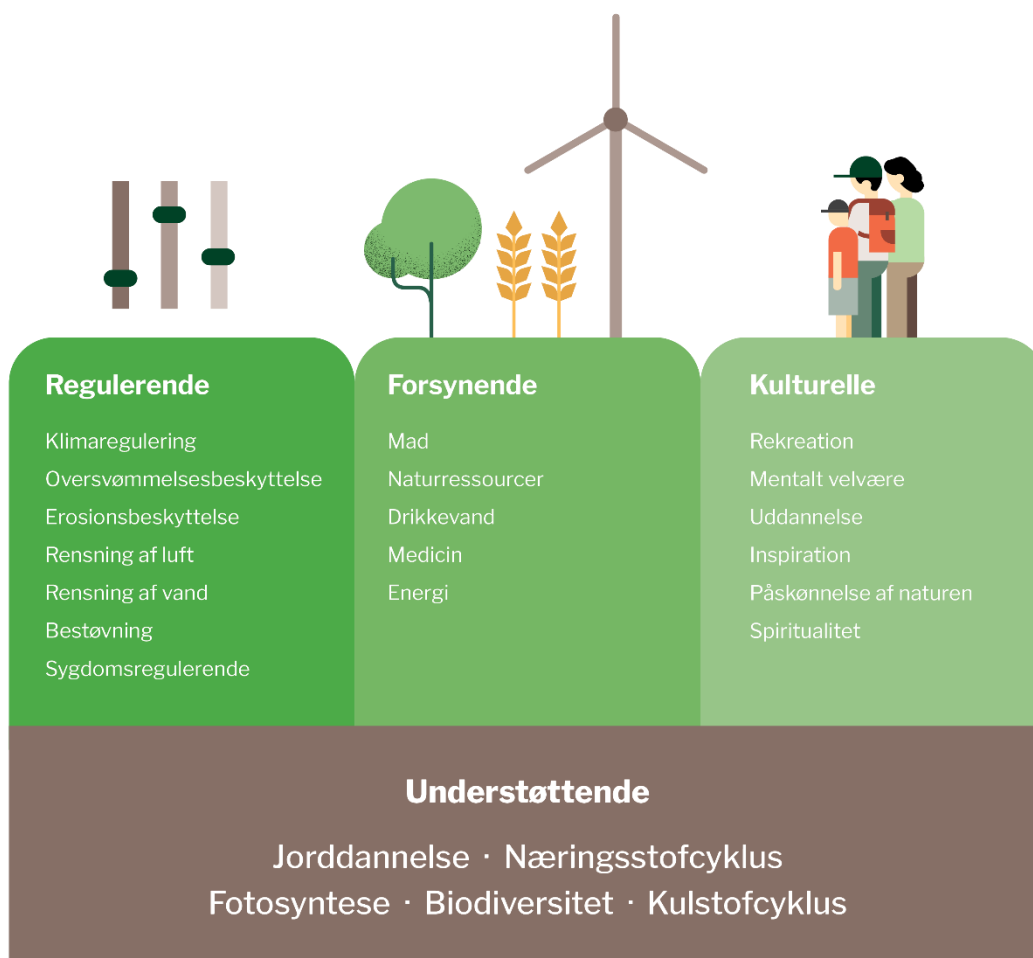 Regulerende
Klimaregulering
Oversvømmelsesbeskyttelse
Erosionsbeskyttelse
Rensning af luft
Rensning af vand
Bestøvning
Sygdomsregulerende
Forsynende
Mad
Naturressourcer
Drikkevand
Medicin
Energi
Kulturelle
Rekreation
Mentalt velvære
Uddannelse
Inspiration
Påskønnelse af naturen
Spiritualitet
Understøttende
Jorddannelse · Næringsstofcyklus
Fotosyntese · Biodiversitet · Kulstofcyklus